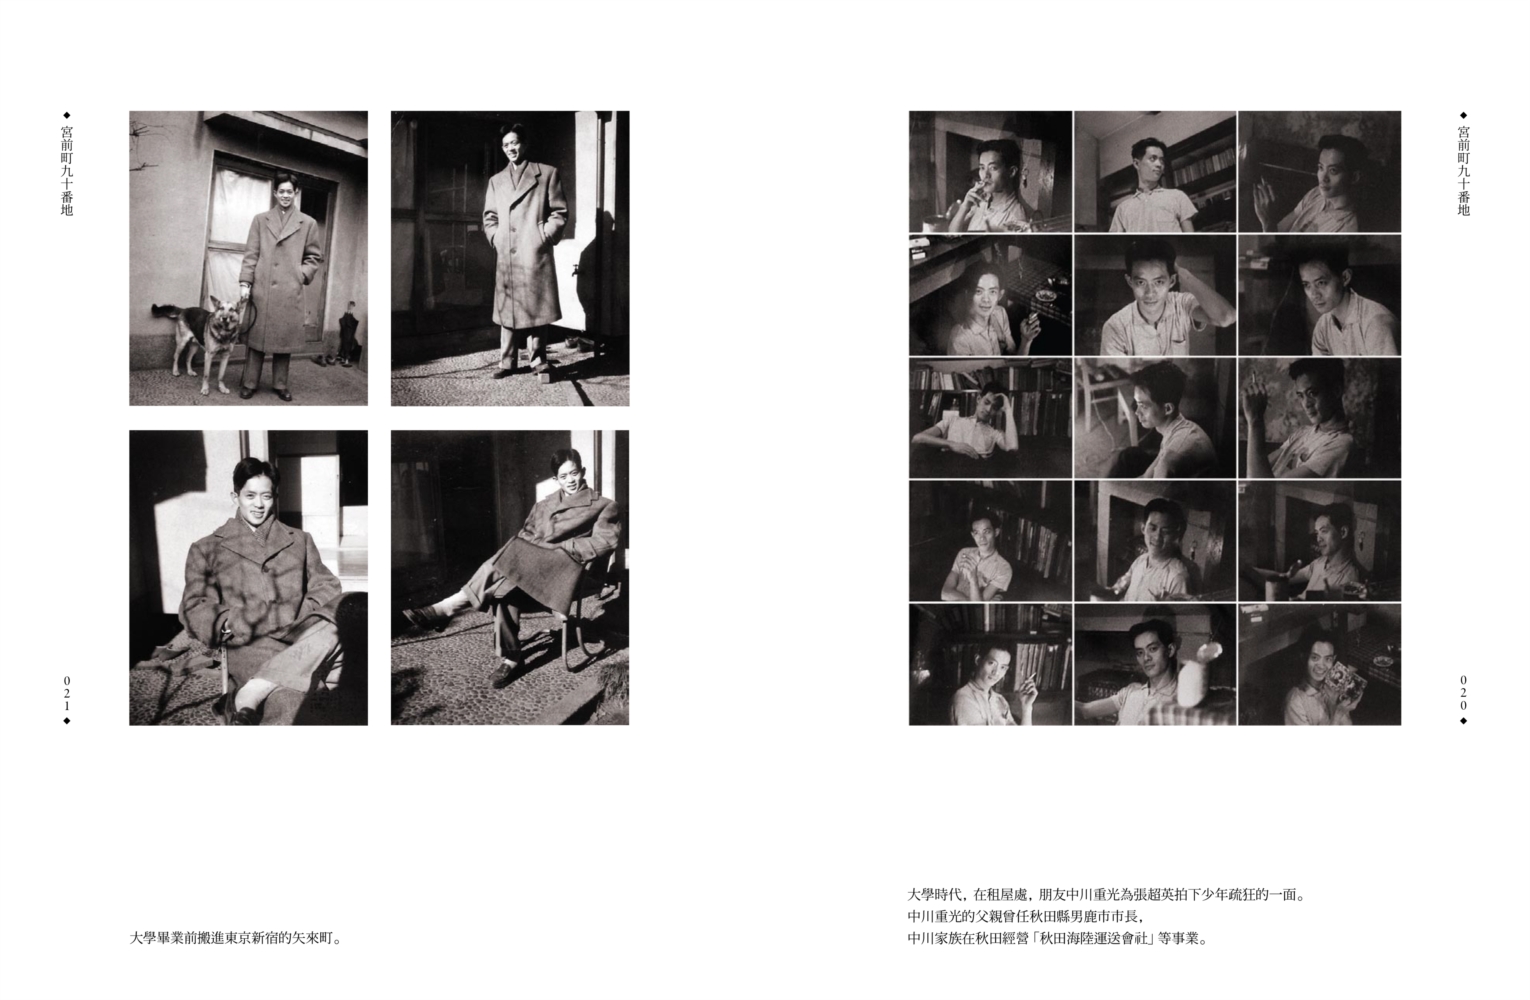 ◆宮前町九十番地
020◆
大學時代，在租屋處，朋友中川重光為張超英拍下少年疏狂的一面。
中川重光的父親曾任秋田縣男鹿市市長，
中川家族在秋田經營「秋田海陸運送會社」等事業。
◆宮前町九十番地
021◆
大學畢業前搬進東京新宿的矢來町。